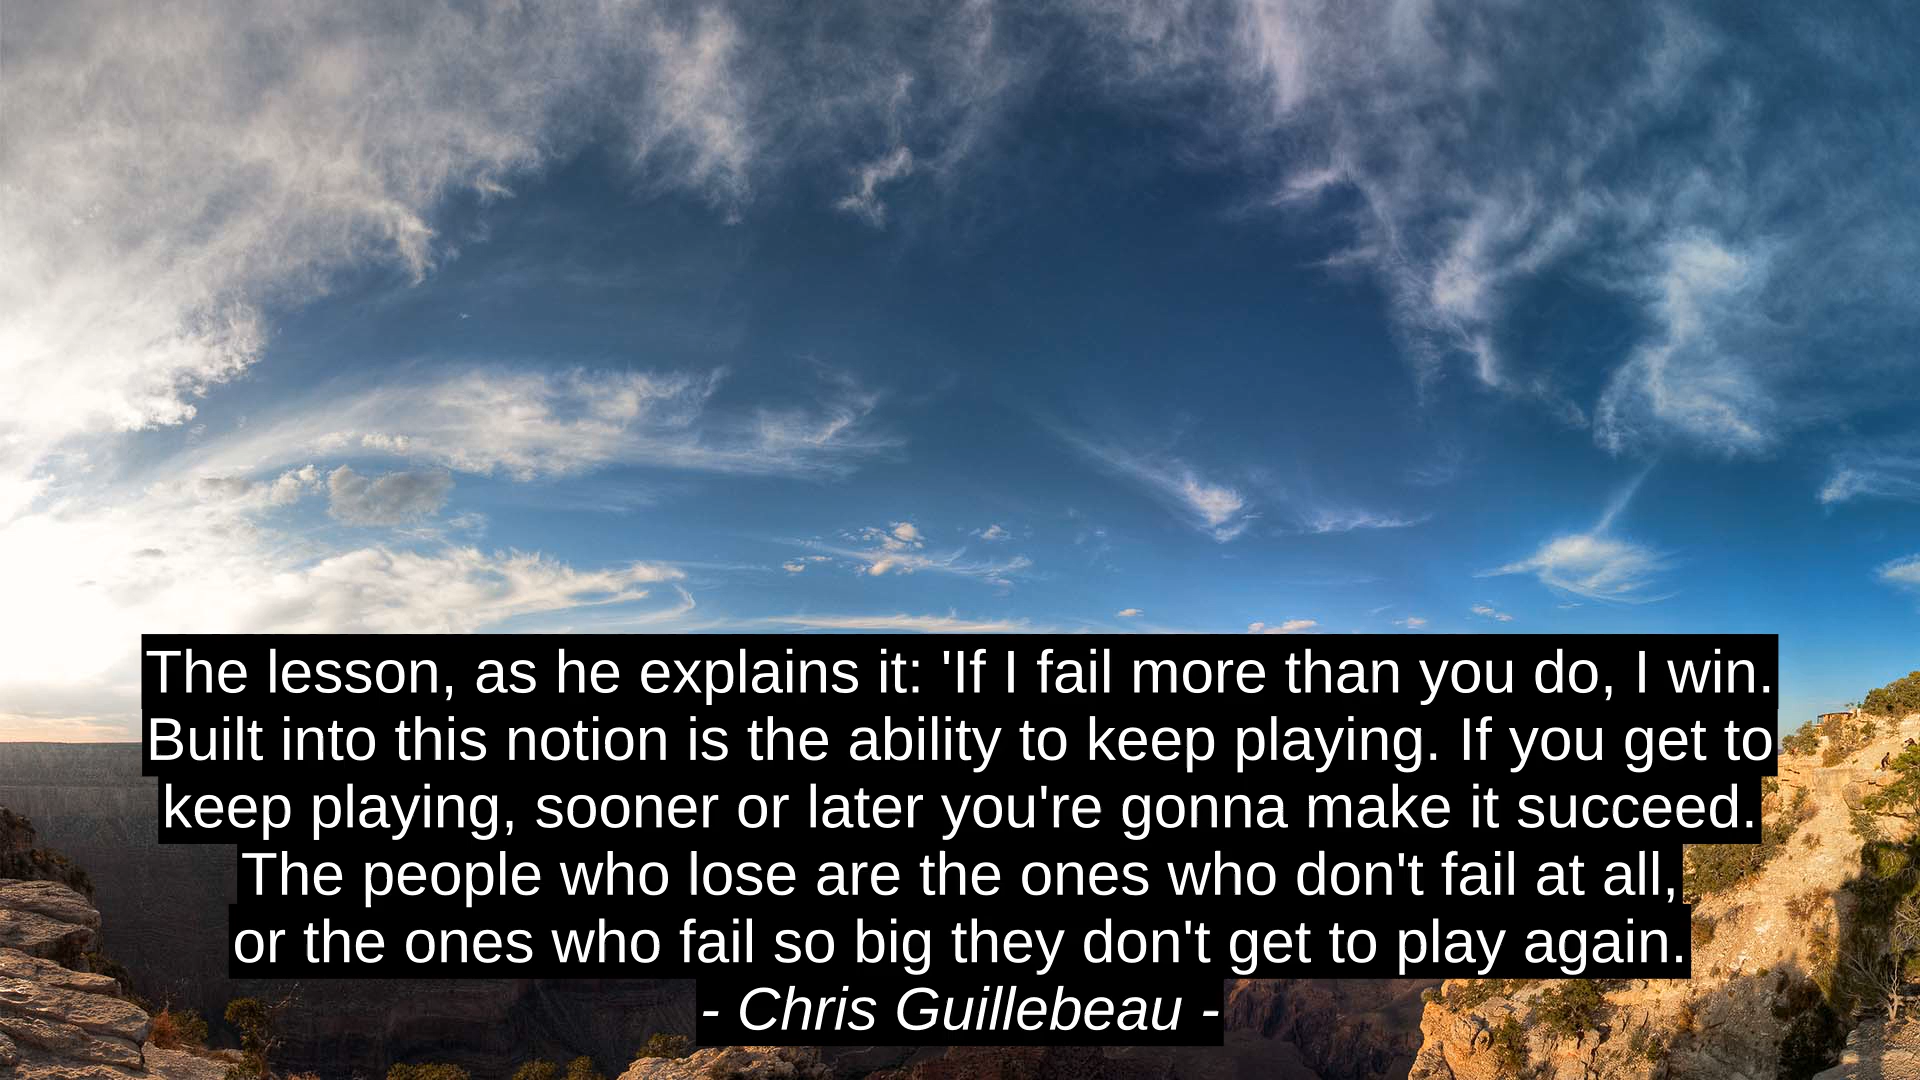 The lesson, as he explains it: 'If I fail more than you do, I win.
Built into this notion is the ability to keep playing. If you get to
keep playing, sooner or later you're gonna make it succeed.
The people who lose are the ones who don't fail at all,
or the ones who fail so big they don't get to play again.
- Chris Guillebeau -